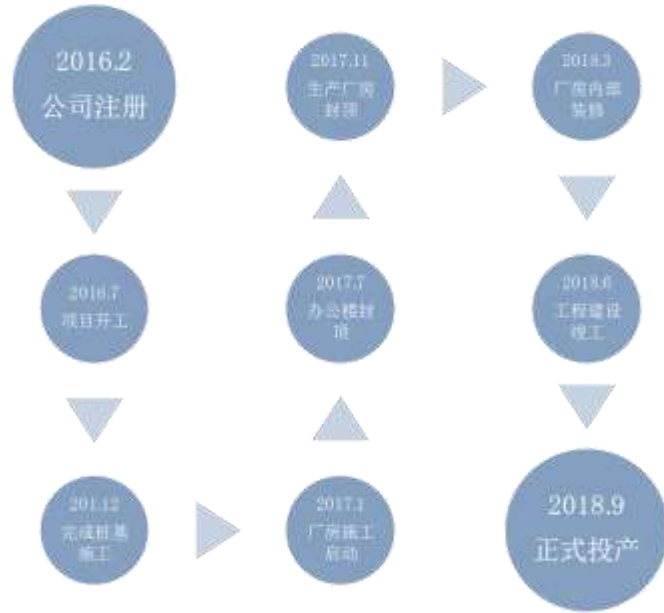 2016.2
公司注册
2016.7
项目开工
201.12
完成桩基
施工
2017.1
厂房施工
启动
2017.7
办公楼封
顶
2017.11
生产厂房
封顶
2018.3
厂房内部
装修
2018.6
工程建设
竣工
2018.9
正式投产